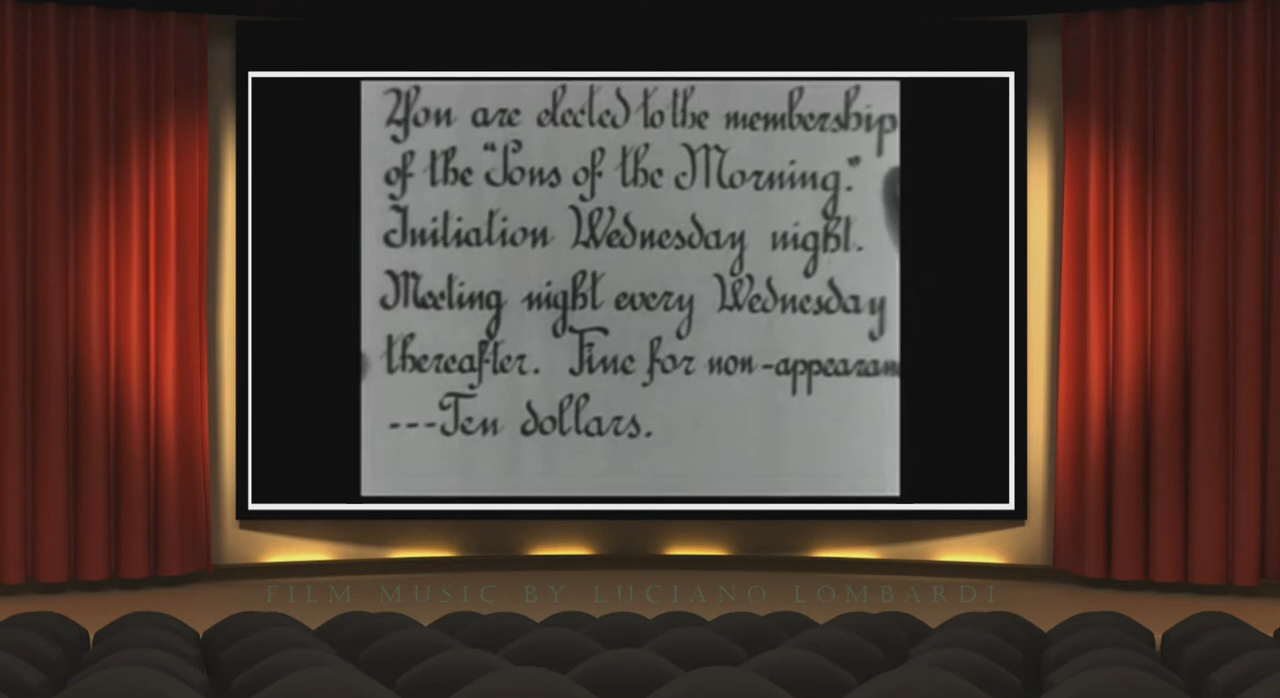 You are elected to the membership
of the "Sons of the Morning."
Initiation Wednesday night.
Meeting night every Wednesday
thereafter. Fine for non-appearan
---Ten dollars.
FILM MUSIC BY LUCIANO LOMBARDI